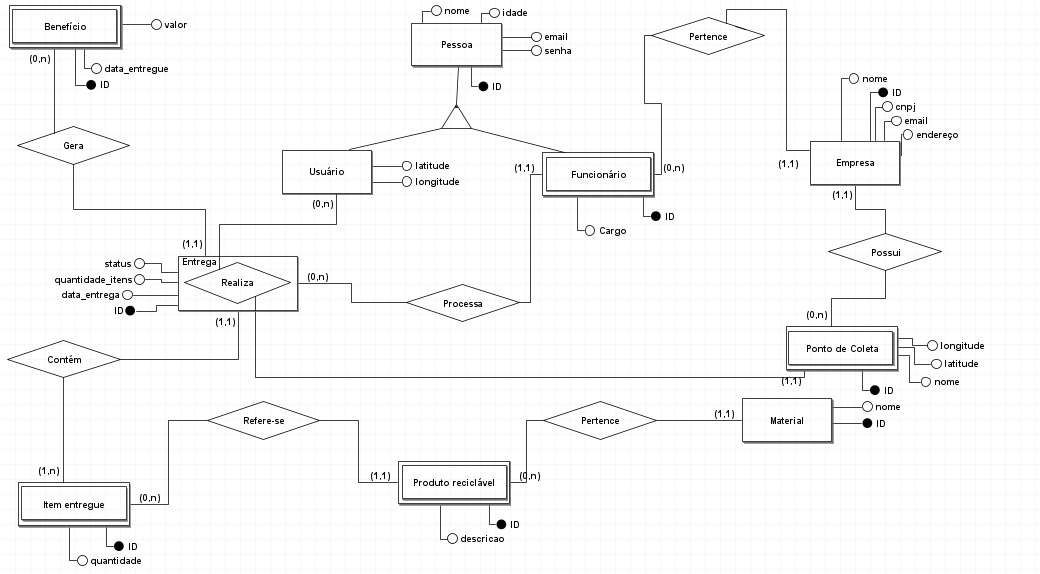 Benefício
valor
(0,n)
data_entregue
ID
nome
idade
Pessoa
email
senha
ID
Pertence
nome
ID
cnpj
email
endereço
Empresa
(1,1)
(1,1)
Gera
Usuário
latitude
longitude
(0,n)
(1,1)
Funcionário
(0,n)
ID
Cargo
Possui
(1,1)
Entrega
status
quantidade_itens
data_entrega
ID
Realiza
(0,n)
Processa
(1,1)
(0,n)
Ponto de Coleta
longitude
latitude
nome
ID
(1,1)
Contém
Refere-se
Pertence
(1,1)
Material
nome
ID
(1,n)
Item entregue
(0,n)
(1,1)
Produto reciclável
(0,n)
ID
descricao
ID
quantidade